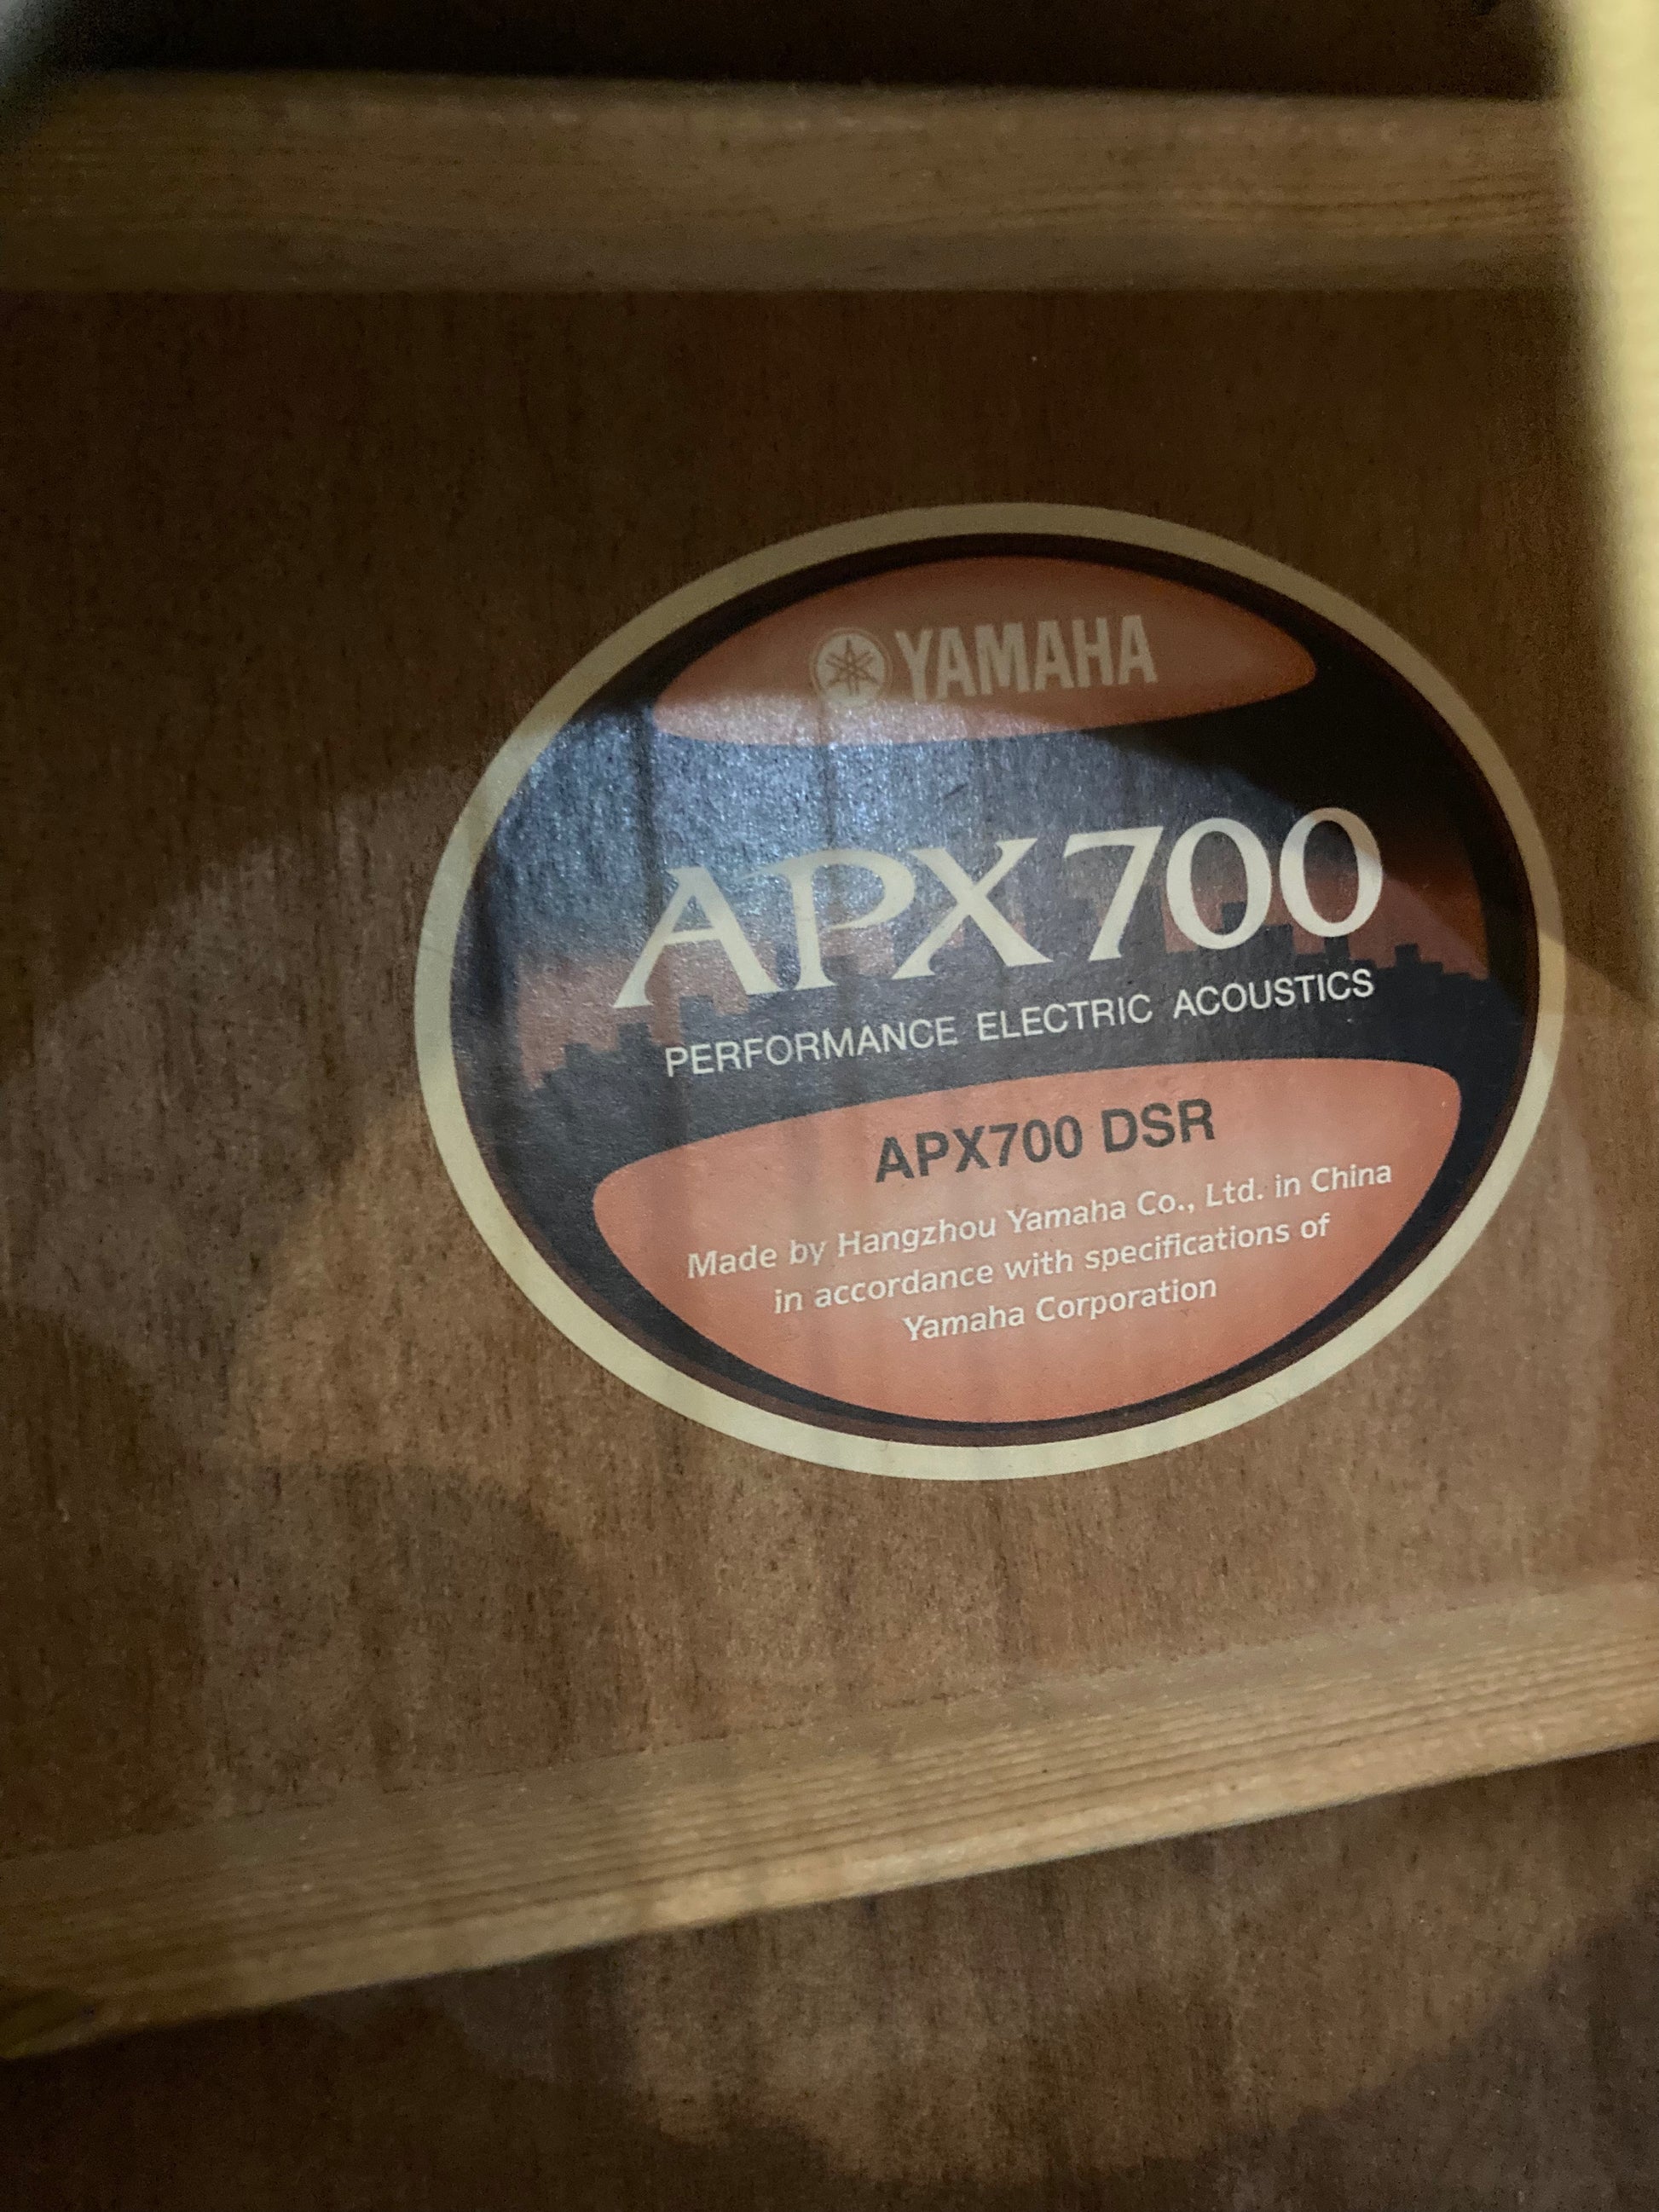 YAMAHA
APX700
PERFORMANCE ELECTRIC ACOUSTICS
APX700 DSR
Made by Hangzhou Yamaha Co., Ltd. in China
in accordance with specifications of
Yamaha Corporation